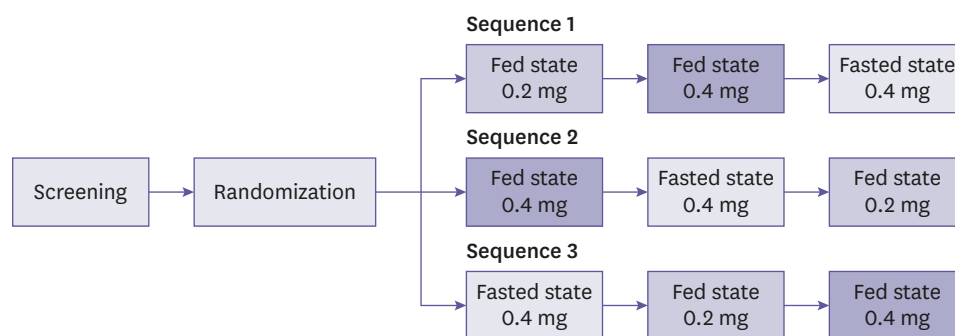 Sequence 1
Fed state
0.2 mg
Fed state
0.4 mg
Fasted state
0.4 mg
Screening
Randomization
Sequence 2
Fed state
0.4 mg
Fasted state
0.4 mg
Fed state
0.2 mg
Sequence 3
Fasted state
0.4 mg
Fed state
0.2 mg
Fed state
0.4 mg